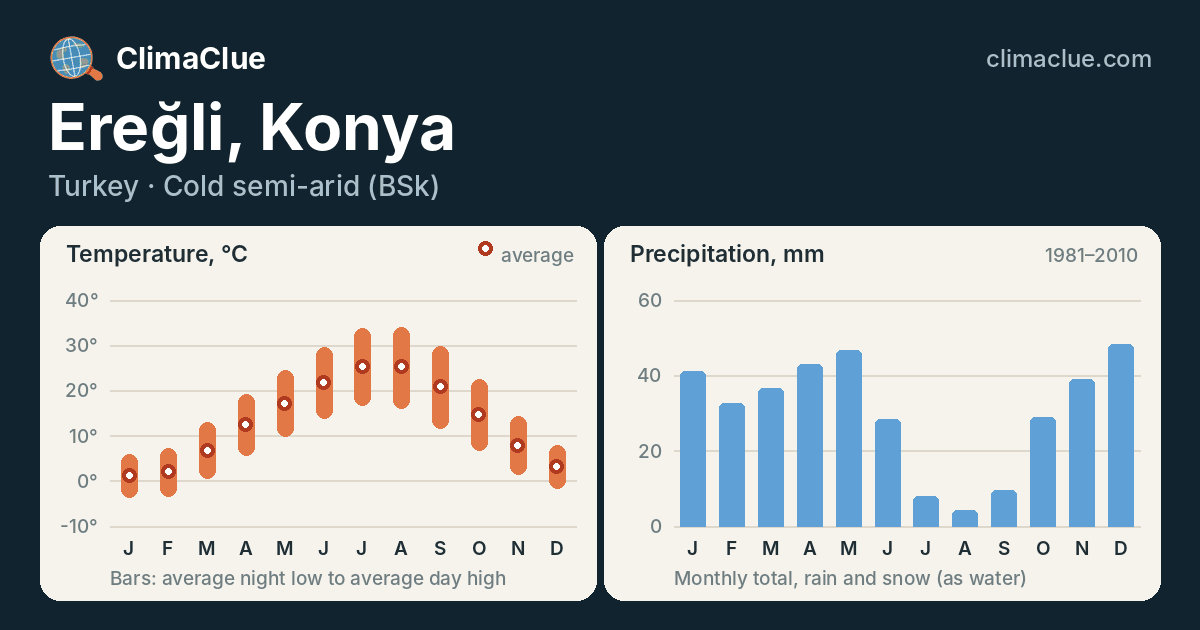 ClimaClue
climaclue.com
Ereğli, Konya
Turkey · Cold semi-arid (BSk)
Temperature, °C
average
40°
30°
20°
10°
0°
-10°
J F M A M J J A S O N D
Bars: average night low to average day high
Precipitation, mm
1981–2010
60
40
20
0
J F M A M J J A S O N D
Monthly total, rain and snow (as water)